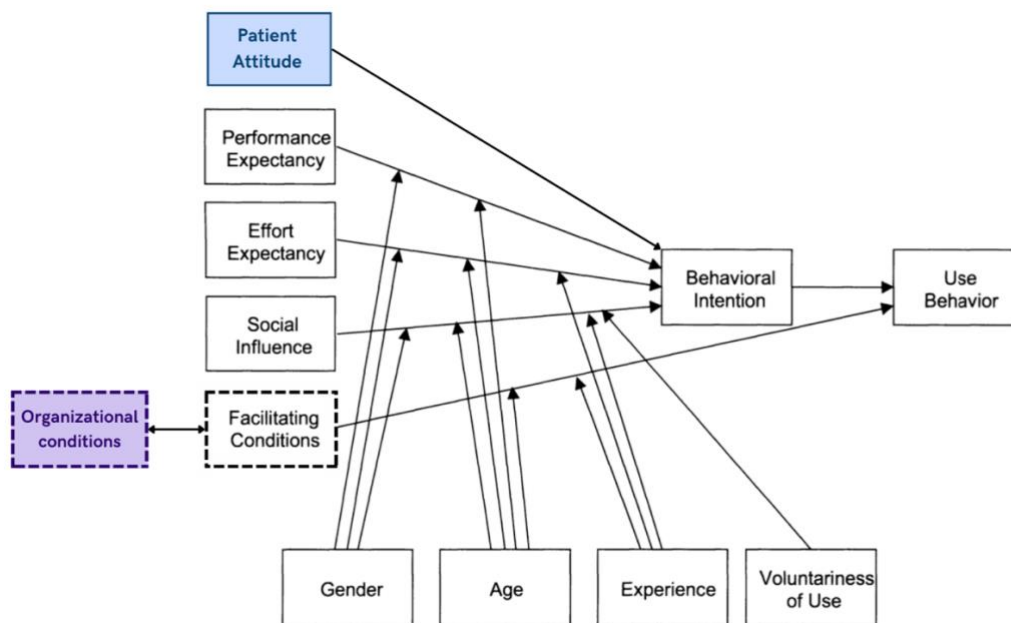 Patient
Attitude
Performance
Expectancy
Effort
Expectancy
Behavioral
Intention
Use
Behavior
Social
Influence
Organizational
conditions
Facilitating
Conditions
Gender
Age
Experience
Voluntariness
of Use